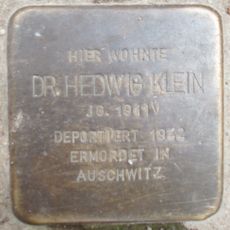 HIER WOHNTE
DR. HEDWIG KLEIN
JG. 1911
DEPORTIERT 1942
ERMORDET IN
AUSCHWITZ